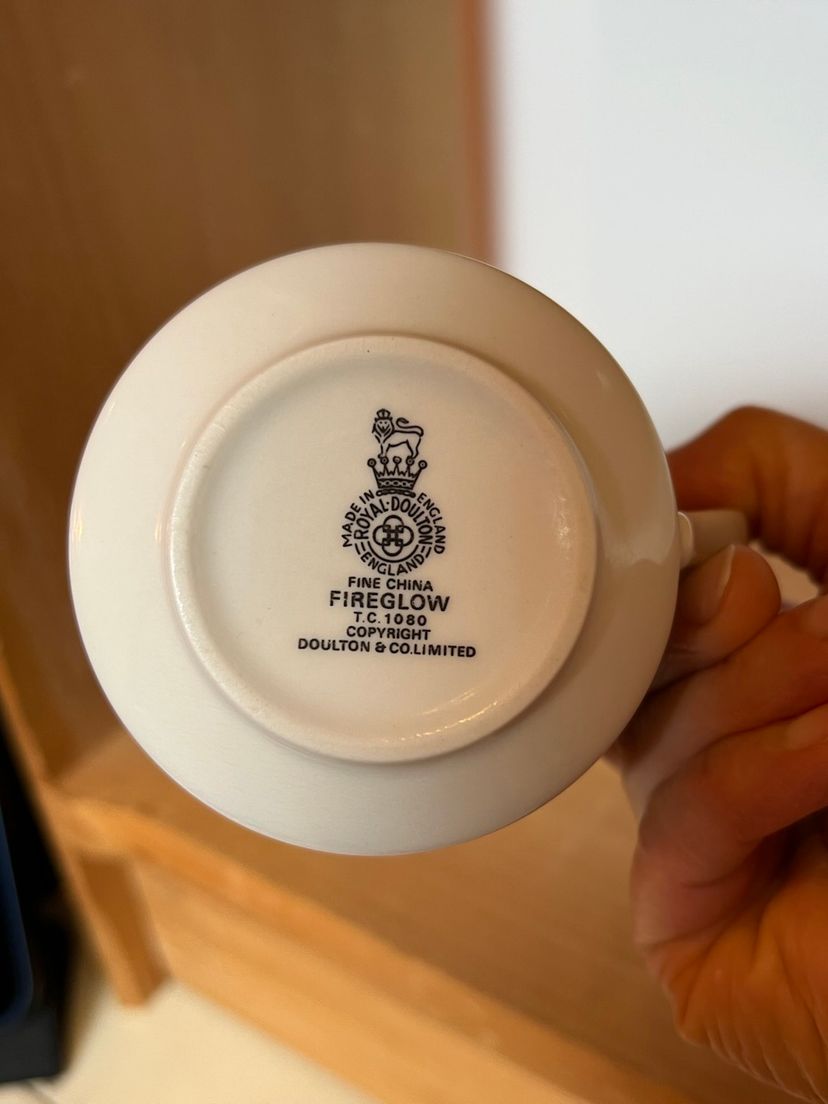 MADE IN ENGLAND
ROYAL·DOULTON
ENGLAND
FINE CHINA
FIREGLOW
T.C.1080
COPYRIGHT
DOULTON & CO.LIMITED